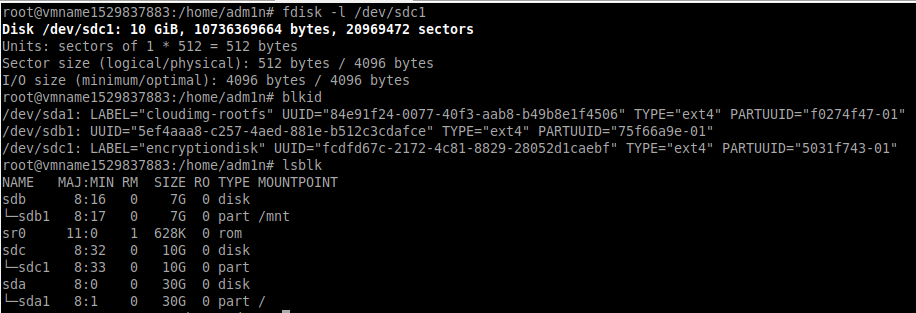 root@vmname1529837883:/home/adm1n# fdisk -l /dev/sdc1
Disk /dev/sdc1: 10 GiB, 10736369664 bytes, 20969472 sectors
Units: sectors of 1 * 512 = 512 bytes
Sector size (logical/physical): 512 bytes / 4096 bytes
I/O size (minimum/optimal): 4096 bytes / 4096 bytes
root@vmname1529837883:/home/adm1n# blkid
/dev/sda1: LABEL="cloudimg-rootfs" UUID="84e91f24-0077-40f3-aab8-b49b8e1f4506" TYPE="ext4" PARTUUID="f0274f47-01"
/dev/sdb1: UUID="5ef4aaa8-c257-4aed-881e-b512c3cdafce" TYPE="ext4" PARTUUID="75f66a9e-01"
/dev/sdc1: LABEL="encryptiondisk" UUID="fcdfd67c-2172-4c81-8829-28052d1caebf" TYPE="ext4" PARTUUID="5031f743-01"
root@vmname1529837883:/home/adm1n# lsblk
NAME   MAJ:MIN RM  SIZE RO TYPE MOUNTPOINT
sdb      8:16   0    7G  0 disk
└─sdb1   8:17   0    7G  0 part /mnt
sr0     11:0    1  628K  0 rom
sdc      8:32   0   10G  0 disk
└─sdc1   8:33   0   10G  0 part
sda      8:0    0   30G  0 disk
└─sda1   8:1    0   30G  0 part /